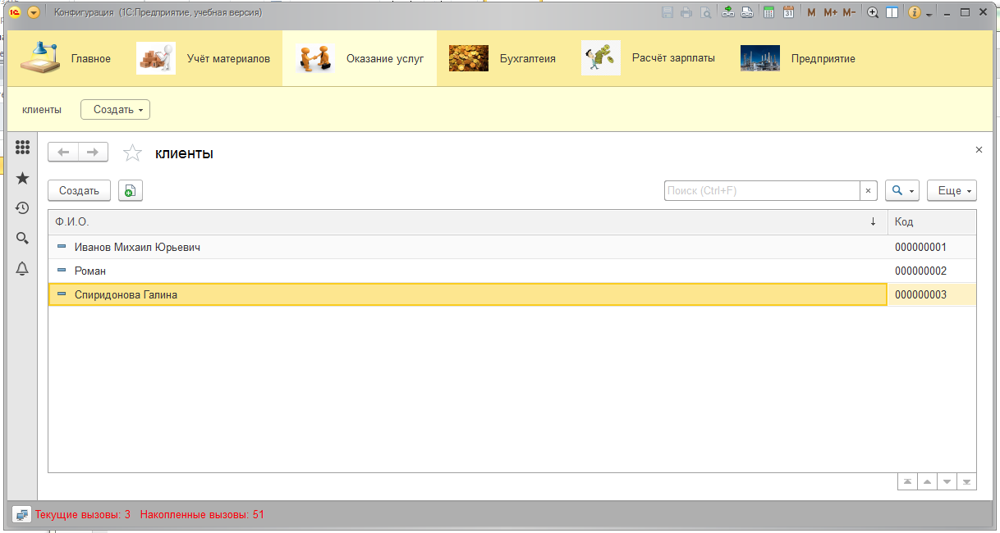 Конфигурация (1С:Предприятие, учебная версия)
M M+ M-
Главное
Учёт материалов
Оказание услуг
Бухгалтеия
Расчёт зарплаты
Предприятие
клиенты
Создать
клиенты
Создать
Поиск (Ctrl+F)
Еще
Ф.И.О. Код
Иванов Михаил Юрьевич 000000001
Роман 000000002
Спиридонова Галина 000000003
Текущие вызовы: 3 Накопленные вызовы: 51